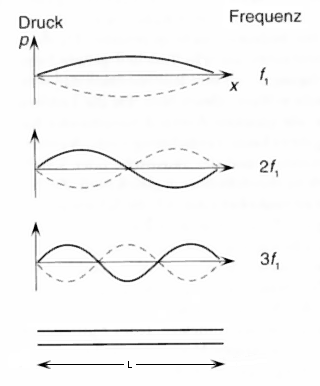 Druck
Frequenz
p
x
f₁
2f₁
3f₁
L